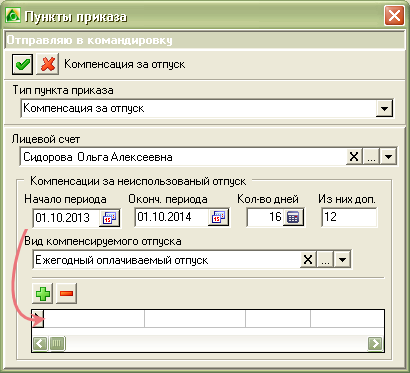 Пункты приказа
Отправляю в командировку
Компенсация за отпуск
Тип пункта приказа
Компенсация за отпуск
Лицевой счет
Сидорова Ольга Алексеевна X ...
Компенсации за неиспользованый отпуск
Начало периода Оконч. периода Кол-во дней Из них доп.
01.10.2013 01.10.2014 16 12
Вид компенсируемого отпуска
Ежегодный оплачиваемый отпуск X ...